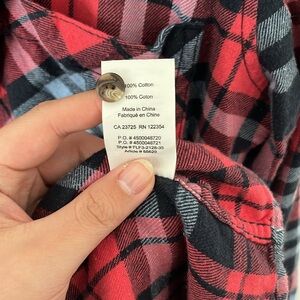 100% Cotton
100% Coton
Made in China
Fabriqué en Chine
CA 23725 RN 122354
P.O. # 4500048720
P.O. # 4500048721